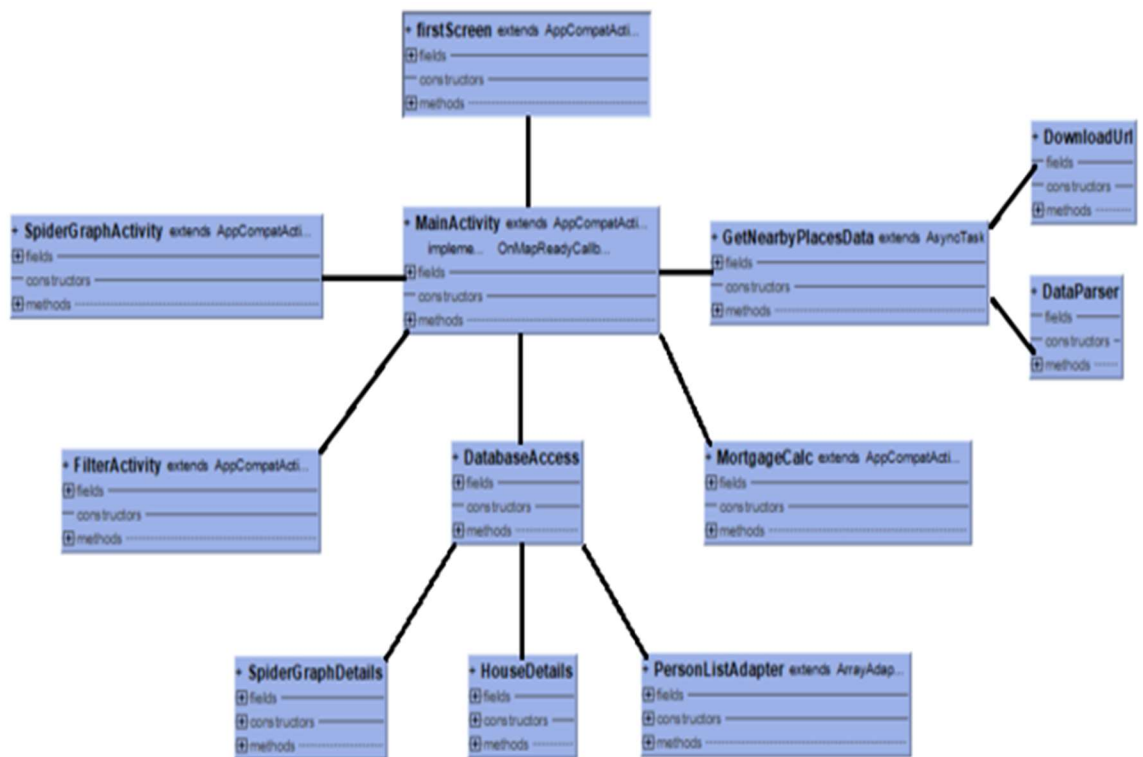 + firstScreen extends AppCompatActi...
fields
constructors
methods
+ DownloadUrl
fields
constructors
methods
+ SpiderGraphActivity extends AppCompatActi...
fields
constructors
methods
+ MainActivity extends AppCompatActi...
impleme... OnMapReadyCallb...
fields
constructors
methods
+ GetNearbyPlacesData extends AsyncTask
fields
constructors
methods
+ DataParser
fields
constructors
methods
+ FilterActivity extends AppCompatActi...
fields
constructors
methods
+ DatabaseAccess
fields
constructors
methods
+ MortgageCalc extends AppCompatActi...
fields
constructors
methods
+ SpiderGraphDetails
fields
constructors
methods
+ HouseDetails
fields
constructors
methods
+ PersonListAdapter extends ArrayAdap...
fields
constructors
methods